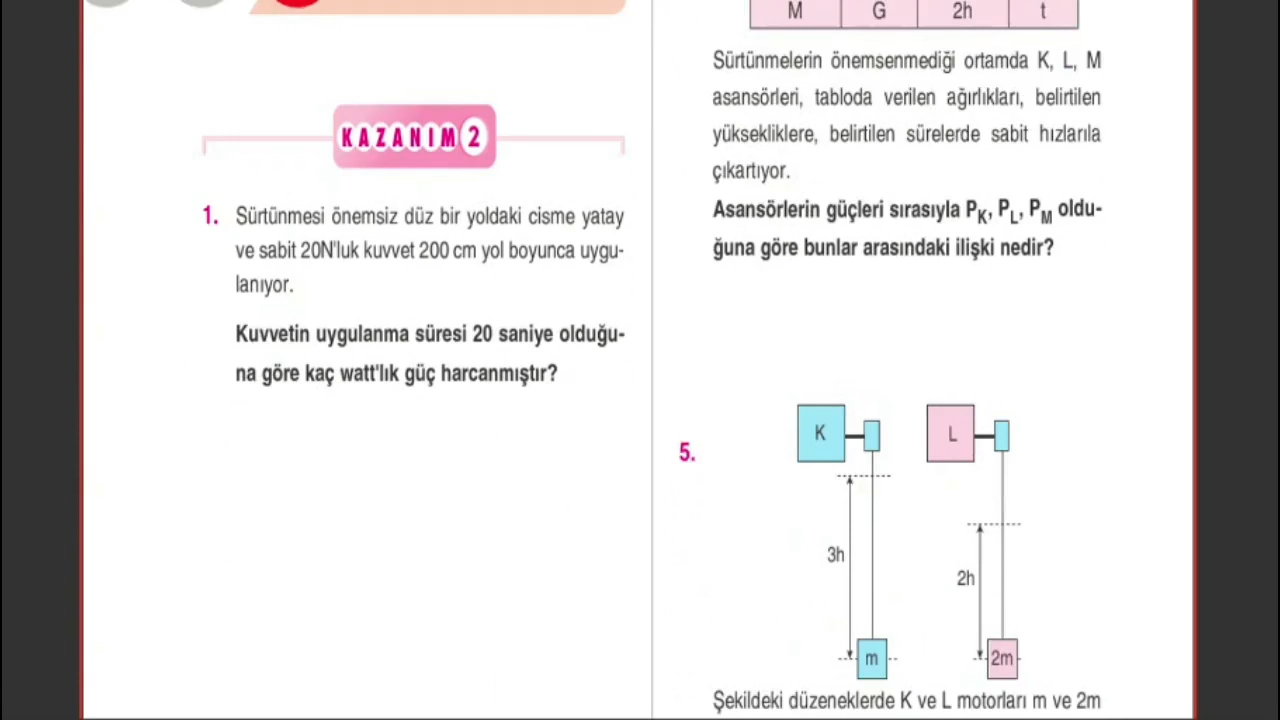 KAZANIM 2
1. Sürtünmesi önemsiz düz bir yoldaki cisme yatay
ve sabit 20N'luk kuvvet 200 cm yol boyunca uygu-
lanıyor.
Kuvvetin uygulanma süresi 20 saniye olduğu-
na göre kaç watt'lık güç harcanmıştır?
M G 2h t
Sürtünmelerin önemsenmediği ortamda K, L, M
asansörleri, tabloda verilen ağırlıkları, belirtilen
yüksekliklere, belirtilen sürelerde sabit hızlarıla
çıkartıyor.
Asansörlerin güçleri sırasıyla PK, PL, PM oldu-
ğuna göre bunlar arasındaki ilişki nedir?
5.
K L
3h
2h
m 2m
Şekildeki düzeneklerde K ve L motorları m ve 2m